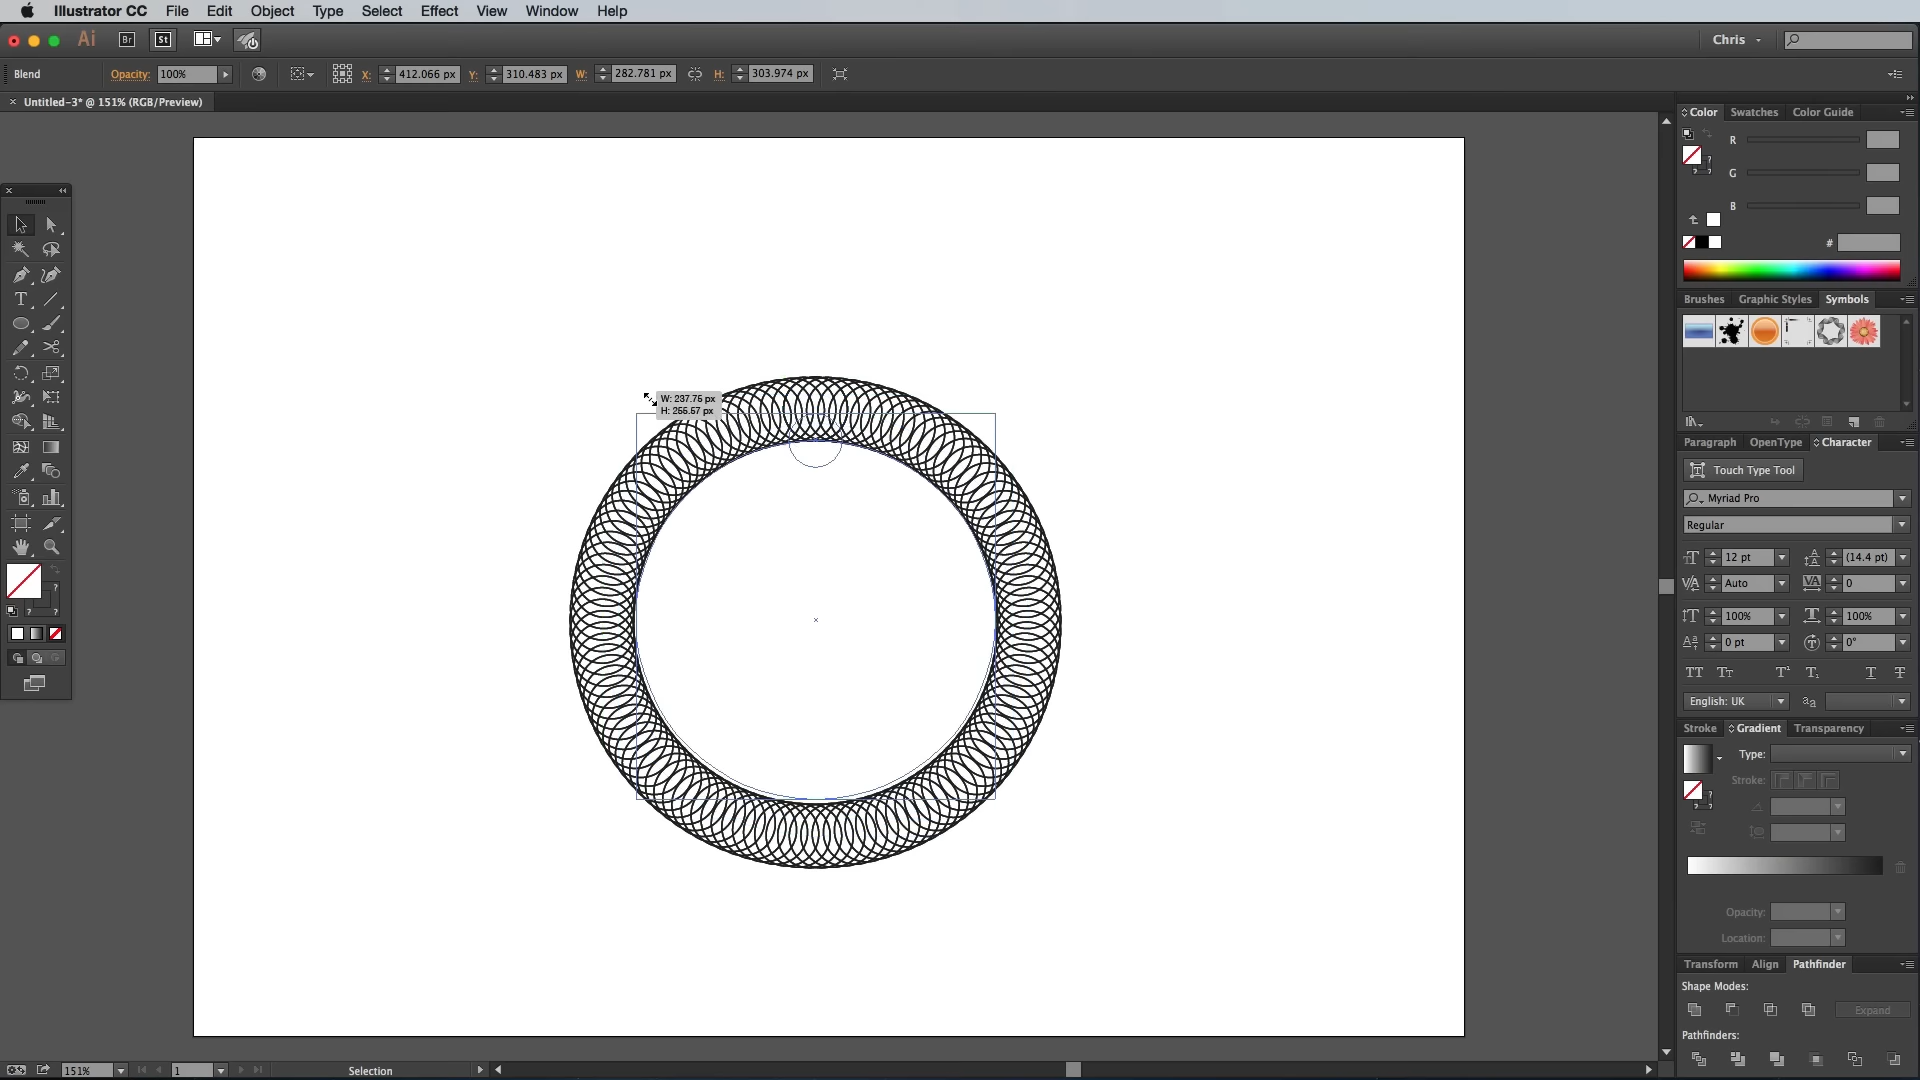 Illustrator CC File Edit Object Type Select Effect View Window Help
Ai Br St Chris
Blend Opacity: 100% X: 412.066 px Y: 310.483 px W: 282.781 px H: 303.974 px
× Untitled-3* @ 151% (RGB/Preview)
Color Swatches Color Guide
R
G
B
#
Brushes Graphic Styles Symbols
W: 237.75 px
H: 255.57 px
Paragraph OpenType Character
Touch Type Tool
Myriad Pro
Regular
12 pt (14.4 pt)
Auto 0
100% 100%
0 pt 0°
English: UK
Stroke Gradient Transparency
Type:
Stroke:
Opacity:
Location:
Transform Align Pathfinder
Shape Modes:
Expand
Pathfinders:
151% 1 Selection